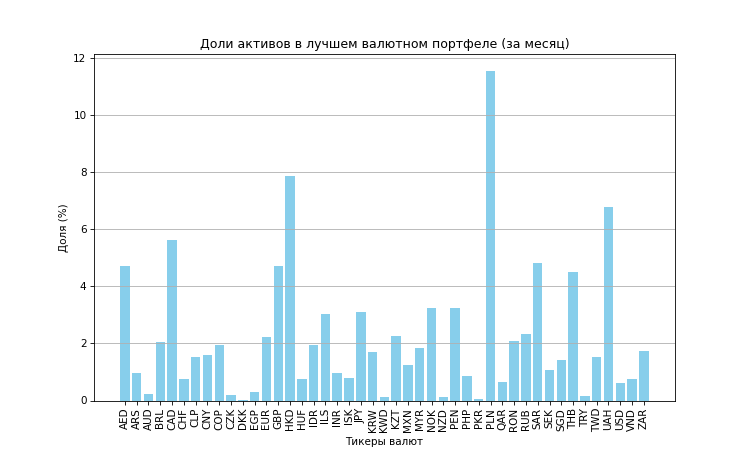 Доли активов в лучшем валютном портфеле (за месяц)
12
10
8
6
4
2
0
Доля (%)
AED ARS AUD BRL CAD CHF CLP CNY COP CZK DKK EGP EUR GBP HKD HUF IDR ILS INR ISK JPY KRW KWD KZT MXN MYR NOK NZD PEN PHP PKR PLN QAR RON RUB SAR SEK SGD THB TRY TWD UAH USD VND ZAR
Тикеры валют